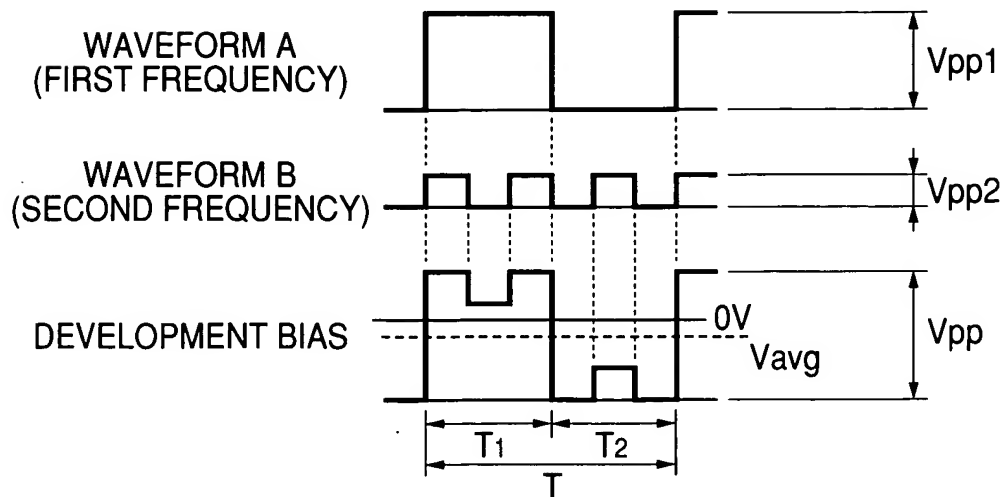 WAVEFORM A
(FIRST FREQUENCY)
Vpp1
WAVEFORM B
(SECOND FREQUENCY)
Vpp2
DEVELOPMENT BIAS
0V
Vavg
Vpp
T1
T2
T